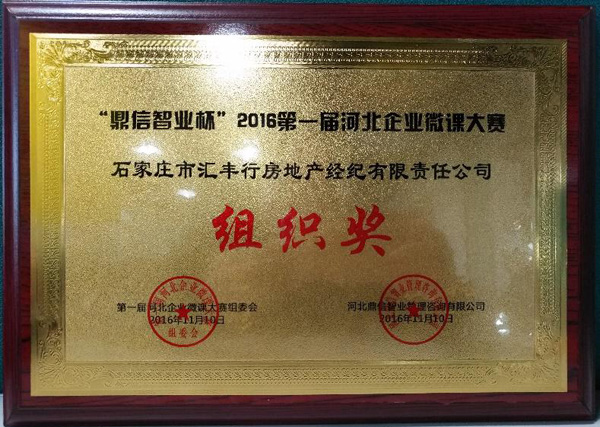 “鼎信智业杯”2016第一届河北企业微课大赛
石家庄市汇丰行房地产经纪有限责任公司
组织奖
第一届河北企业微课大赛组委会
2016年11月10日
组委会
河北鼎信智业管理咨询有限公司
2016年11月10日